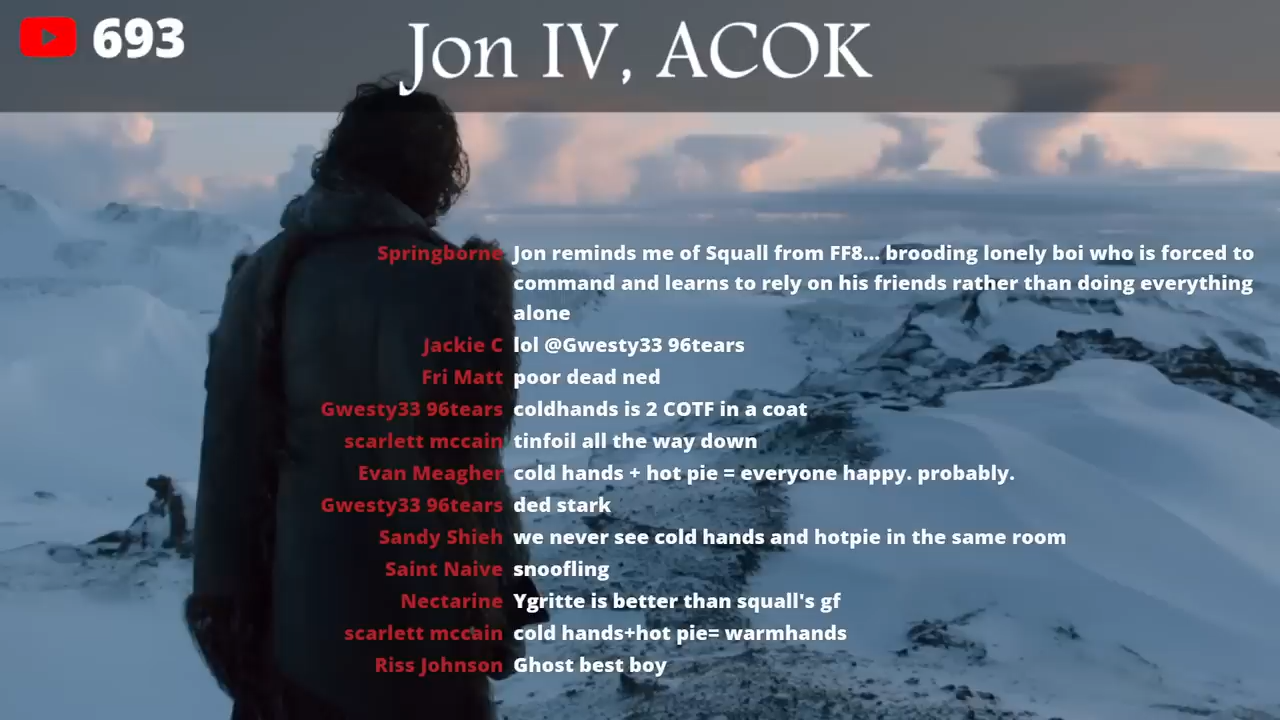 693
Jon IV, ACOK
Springborne Jon reminds me of Squall from FF8... brooding lonely boi who is forced to
command and learns to rely on his friends rather than doing everything
alone
Jackie C lol @Gwesty33 96tears
Fri Matt poor dead ned
Gwesty33 96tears coldhands is 2 COTF in a coat
scarlett mccain tinfoil all the way down
Evan Meagher cold hands + hot pie = everyone happy. probably.
Gwesty33 96tears ded stark
Sandy Shieh we never see cold hands and hotpie in the same room
Saint Naive snoofling
Nectarine Ygritte is better than squall's gf
scarlett mccain cold hands+hot pie= warmhands
Riss Johnson Ghost best boy